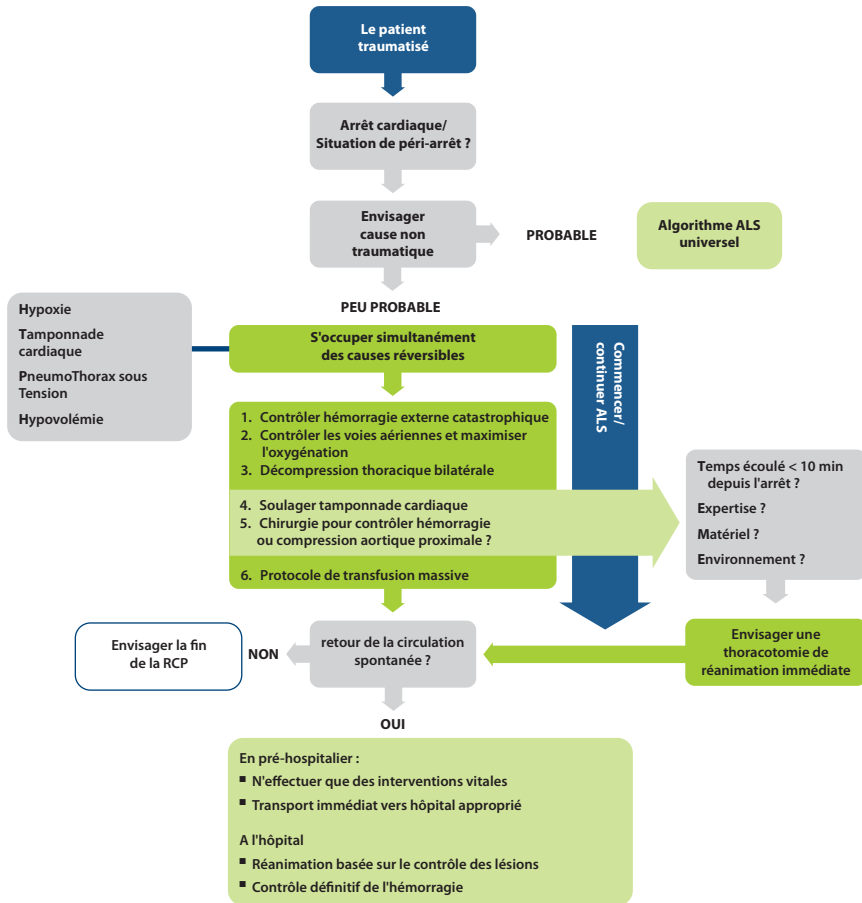 Le patient
traumatisé
Arrêt cardiaque/
Situation de péri-arrêt ?
Envisager
cause non
traumatique
PROBABLE
Algorithme ALS
universel
PEU PROBABLE
Hypoxie
Tamponnade
cardiaque
PneumoThorax sous
Tension
Hypovolémie
S'occuper simultanément
des causes réversibles
Commencer/
continuer ALS
1. Contrôler hémorragie externe catastrophique
2. Contrôler les voies aériennes et maximiser
l'oxygénation
3. Décompression thoracique bilatérale
4. Soulager tamponnade cardiaque
5. Chirurgie pour contrôler hémorragie
ou compression aortique proximale ?
6. Protocole de transfusion massive
Temps écoulé < 10 min
depuis l'arrêt ?
Expertise ?
Matériel ?
Environnement ?
Envisager une
thoracotomie de
réanimation immédiate
retour de la circulation
spontanée ?
NON
Envisager la fin
de la RCP
OUI
En pré-hospitalier :
▪ N'effectuer que des interventions vitales
▪ Transport immédiat vers hôpital approprié
A l'hôpital
▪ Réanimation basée sur le contrôle des lésions
▪ Contrôle définitif de l'hémorragie